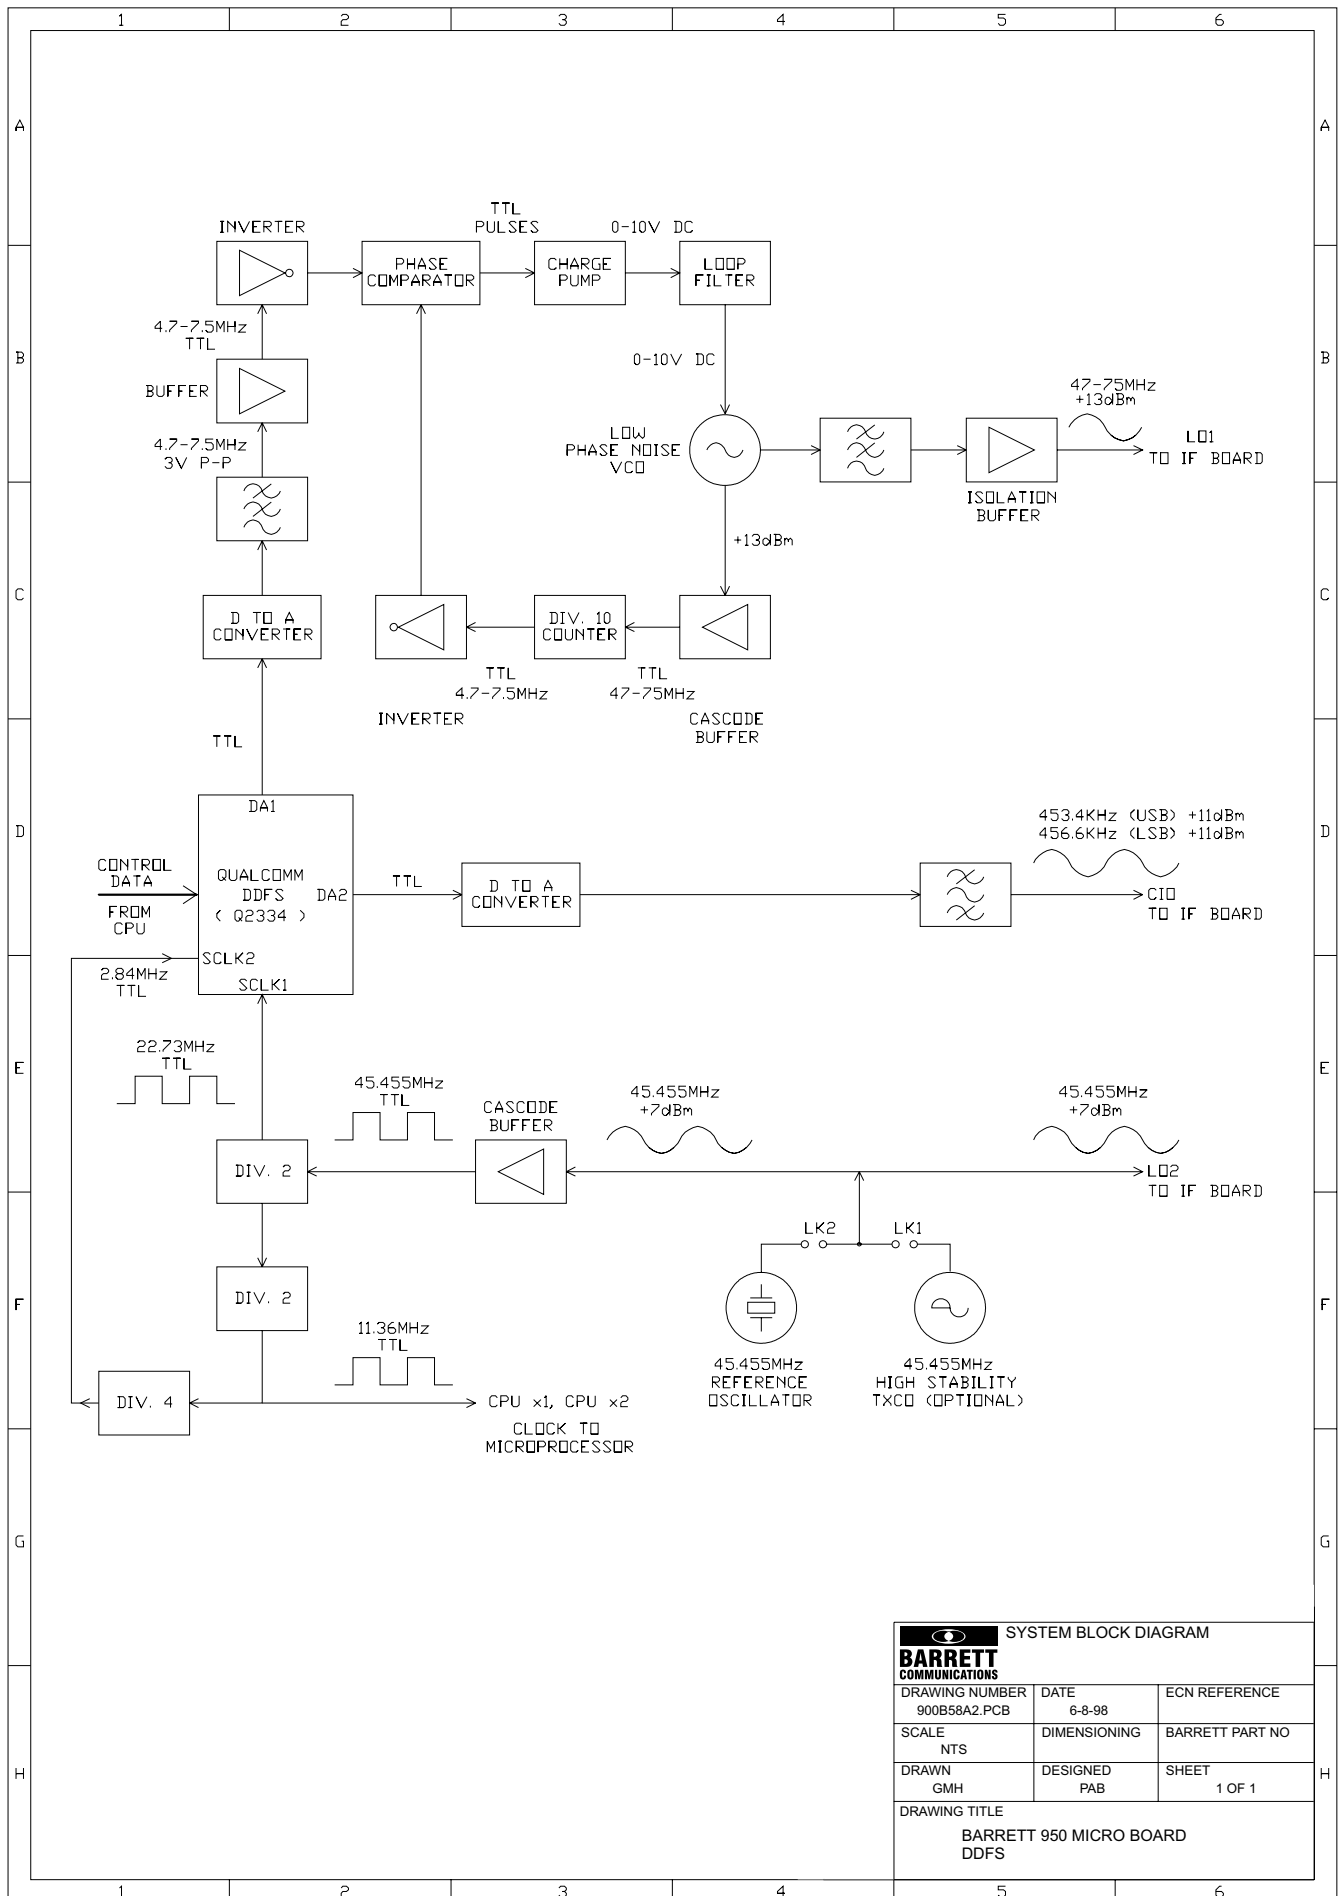 1 2 3 4 5 6
A A
TTL
PULSES
INVERTER
0-10V DC
PHASE
COMPARATOR
CHARGE
PUMP
LOOP
FILTER
4.7-7.5MHz
TTL
B B
0-10V DC
BUFFER
47-75MHz
+13dBm
4.7-7.5MHz
3V P-P
LOW
PHASE NOISE
VCO
LO1
TO IF BOARD
ISOLATION
BUFFER
+13dBm
C C
D TO A
CONVERTER
DIV. 10
COUNTER
TTL
4.7-7.5MHz
TTL
47-75MHz
INVERTER
CASCODE
BUFFER
TTL
D D
DA1
453.4KHz (USB) +11dBm
456.6KHz (LSB) +11dBm
CONTROL
DATA
FROM
CPU
QUALCOMM
DDFS
( Q2334 )
DA2
TTL
D TO A
CONVERTER
CIO
TO IF BOARD
SCLK2
2.84MHz
TTL
SCLK1
E E
22.73MHz
TTL
45.455MHz
TTL
CASCODE
BUFFER
45.455MHz
+7dBm
45.455MHz
+7dBm
DIV. 2
LO2
TO IF BOARD
LK2 LK1
F F
DIV. 2
11.36MHz
TTL
45.455MHz
REFERENCE
OSCILLATOR
45.455MHz
HIGH STABILITY
TXCO (OPTIONAL)
DIV. 4
CPU x1, CPU x2
CLOCK TO
MICROPROCESSOR
G G
BARRETT
COMMUNICATIONS
SYSTEM BLOCK DIAGRAM
DRAWING NUMBER
900B58A2.PCB
DATE
6-8-98
ECN REFERENCE
SCALE
NTS
DIMENSIONING
BARRETT PART NO
H H
DRAWN
GMH
DESIGNED
PAB
SHEET
1 OF 1
DRAWING TITLE
BARRETT 950 MICRO BOARD
DDFS
1 2 3 4 5 6